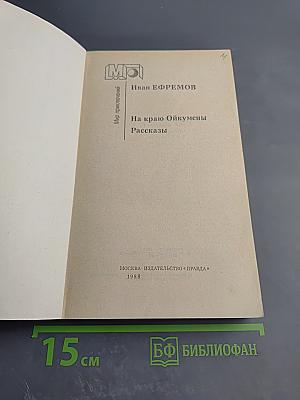 МП
Мир приключений
Иван ЕФРЕМОВ
На краю Ойкумены
Рассказы
МОСКВА ИЗДАТЕЛЬСТВО «ПРАВДА»
1988
15 см
БФ БИБЛИОФАН